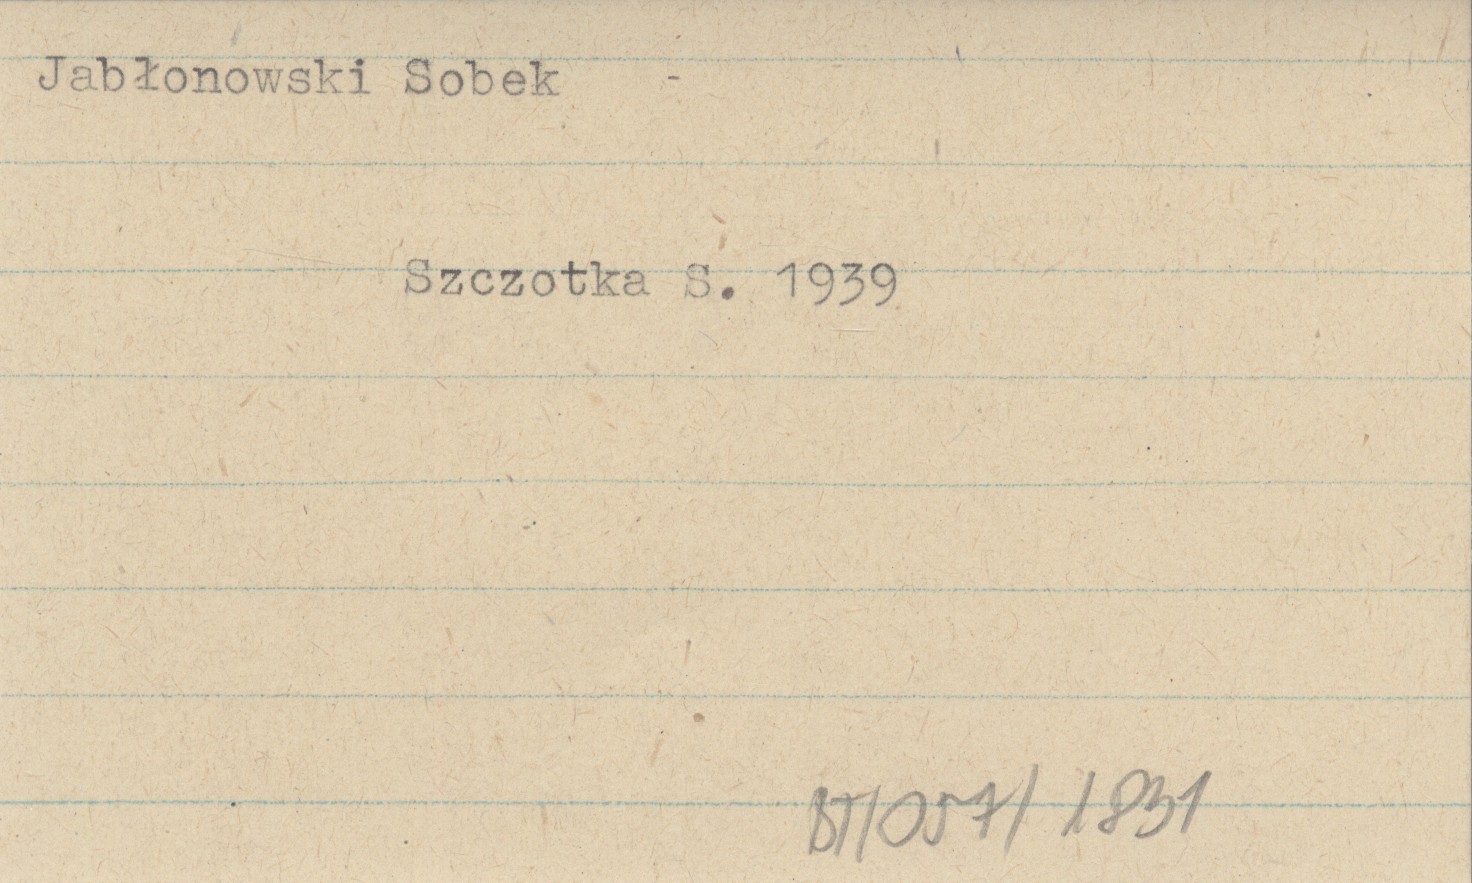 Jabłonowski Sobek -
Szczotka S. 1939
BT/057/1831